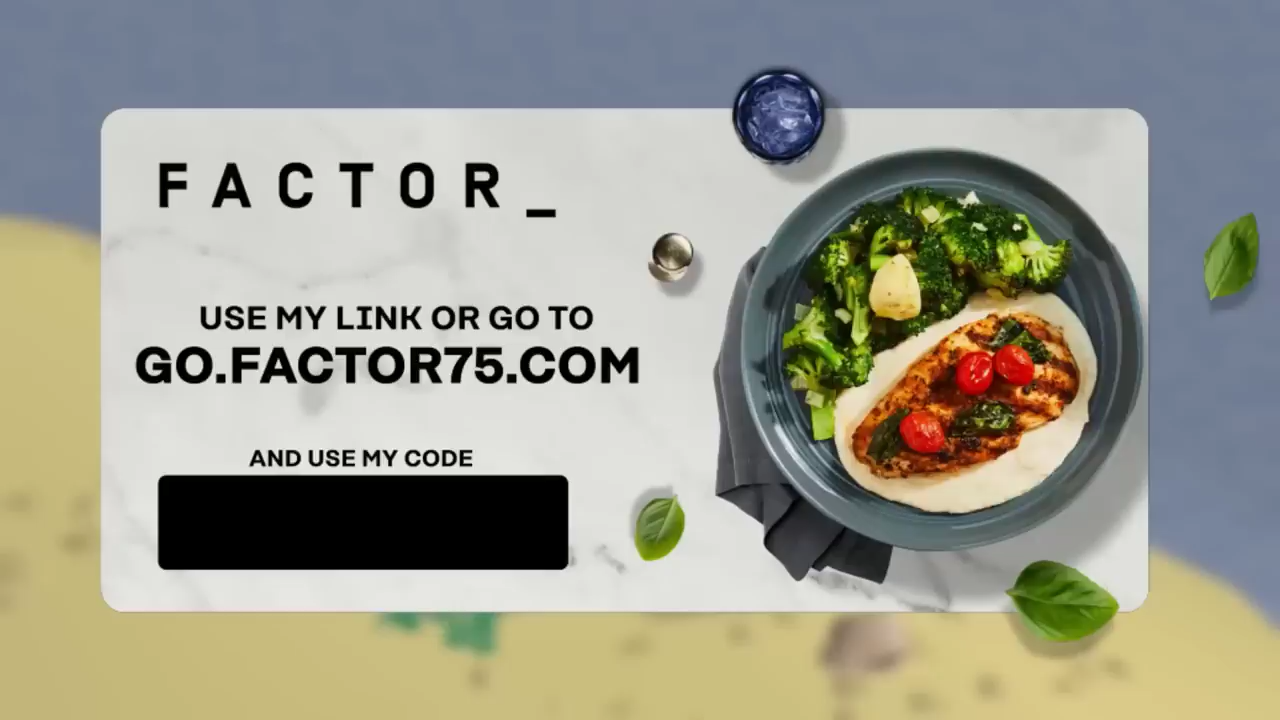 FACTOR_
USE MY LINK OR GO TO
GO.FACTOR75.COM
AND USE MY CODE